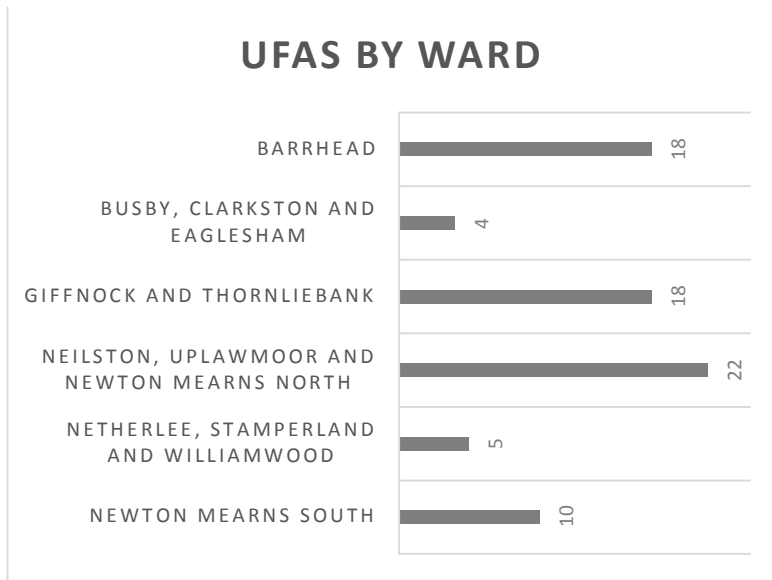 UFAS BY WARD
BARRHEAD
18
BUSBY, CLARKSTON AND
EAGLESHAM
4
GIFFNOCK AND THORNLIEBANK
18
NEILSTON, UPLAWMOOR AND
NEWTON MEARNS NORTH
22
NETHERLEE, STAMPERLAND
AND WILLIAMWOOD
5
NEWTON MEARNS SOUTH
10